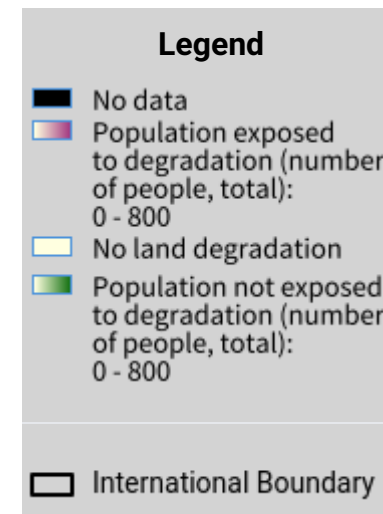 Legend
No data
Population exposed
to degradation (number
of people, total):
0 - 800
No land degradation
Population not exposed
to degradation (number
of people, total):
0 - 800
International Boundary